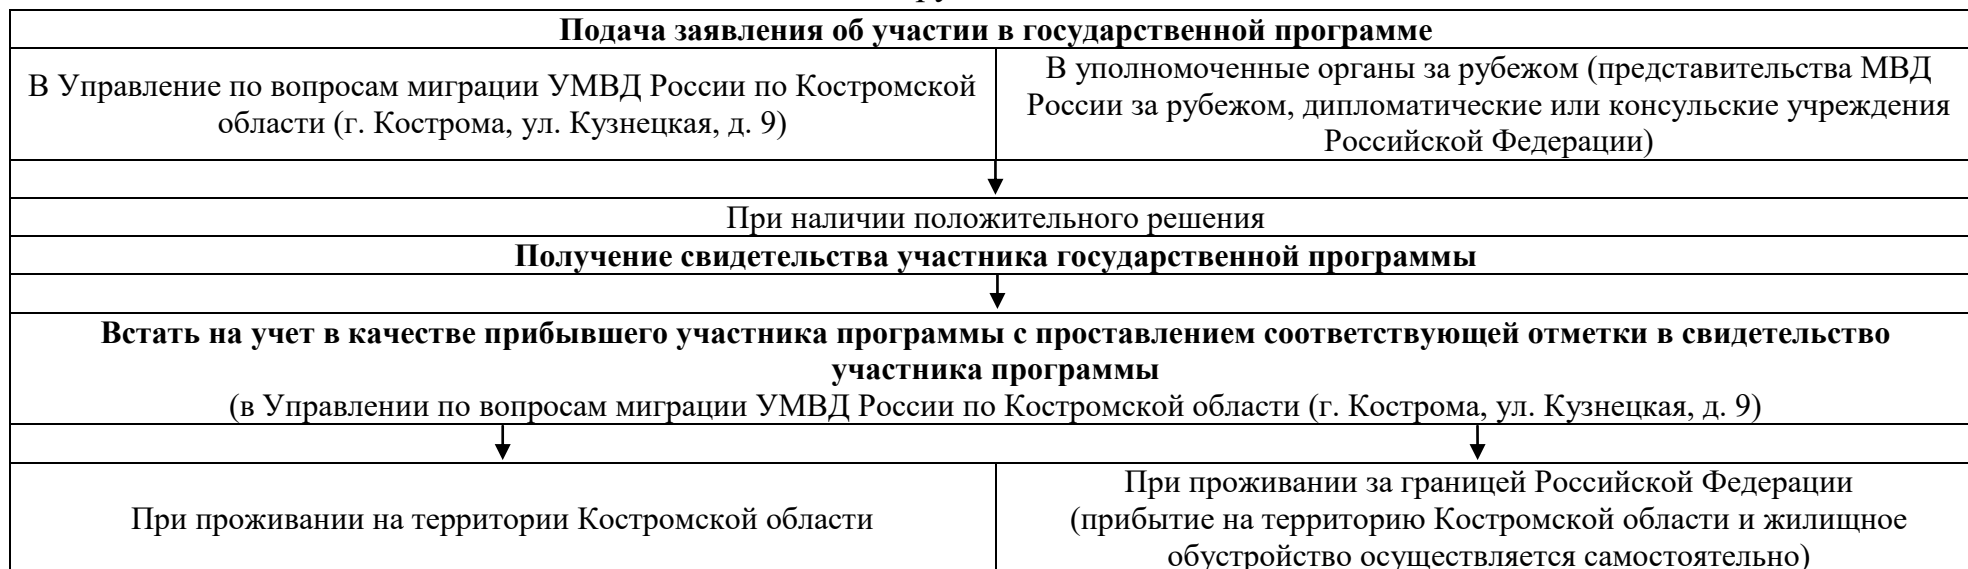 Подача заявления об участии в государственной программе
В Управление по вопросам миграции УМВД России по Костромской
области (г. Кострома, ул. Кузнецкая, д. 9)
В уполномоченные органы за рубежом (представительства МВД
России за рубежом, дипломатические или консульские учреждения
Российской Федерации)
При наличии положительного решения
Получение свидетельства участника государственной программы
Встать на учет в качестве прибывшего участника программы с проставлением соответствующей отметки в свидетельство
участника программы
(в Управлении по вопросам миграции УМВД России по Костромской области (г. Кострома, ул. Кузнецкая, д. 9)
При проживании на территории Костромской области
При проживании за границей Российской Федерации
(прибытие на территорию Костромской области и жилищное
обустройство осуществляется самостоятельно)